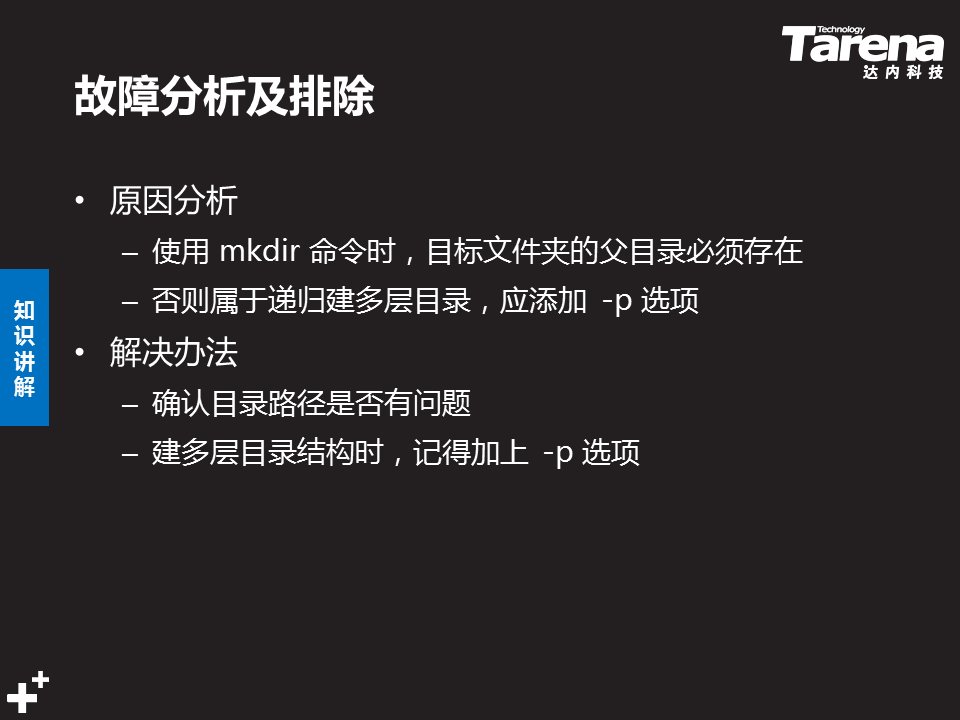 Technology
Tarena
达内科技
故障分析及排除
• 原因分析
– 使用 mkdir 命令时，目标文件夹的父目录必须存在
– 否则属于递归建多层目录，应添加 -p 选项
• 解决办法
– 确认目录路径是否有问题
– 建多层目录结构时，记得加上 -p 选项
知
识
讲
解